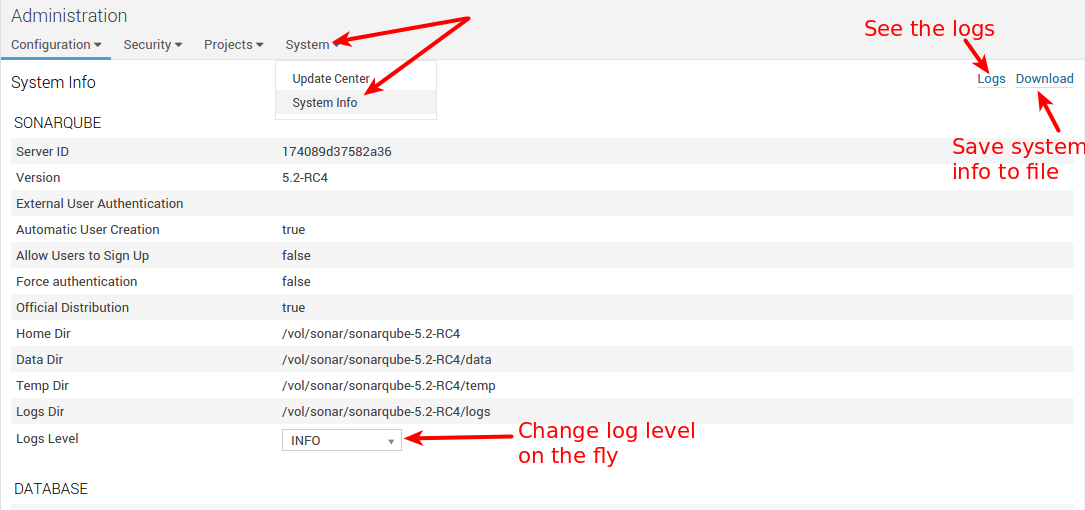 Administration
Configuration Security Projects System
See the logs
Update Center
System Info
System Info
Logs Download
Save system
info to file
SONARQUBE
Server ID 174089d37582a36
Version 5.2-RC4
External User Authentication
Automatic User Creation true
Allow Users to Sign Up false
Force authentication false
Official Distribution true
Home Dir /vol/sonar/sonarqube-5.2-RC4
Data Dir /vol/sonar/sonarqube-5.2-RC4/data
Temp Dir /vol/sonar/sonarqube-5.2-RC4/temp
Logs Dir /vol/sonar/sonarqube-5.2-RC4/logs
Logs Level INFO
Change log level
on the fly
DATABASE